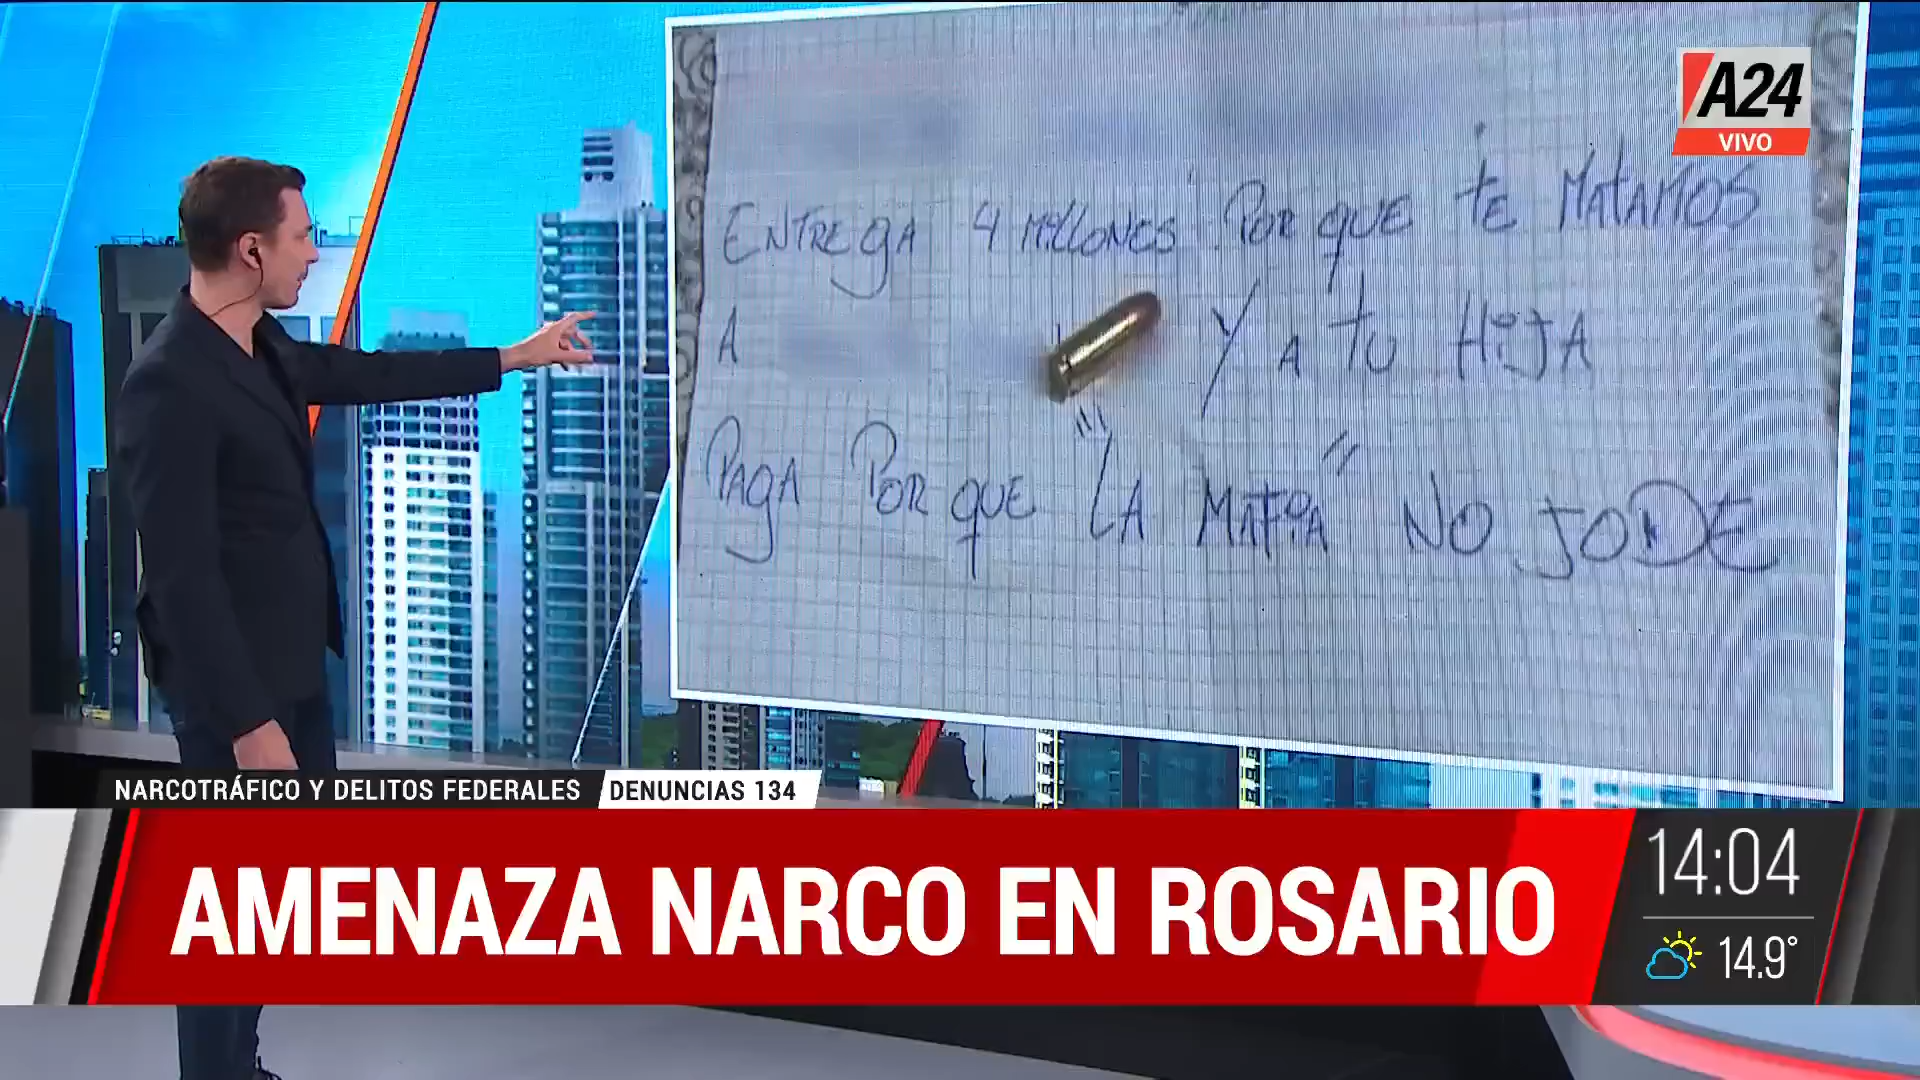 A24
VIVO
ENTREGA 4 MILLONES POR QUE TE MATAMOS
A
Y A TU HIJA
PAGA POR QUE "LA MAFIA" NO JODE
NARCOTRÁFICO Y DELITOS FEDERALES DENUNCIAS 134
AMENAZA NARCO EN ROSARIO
14:04
14.9°